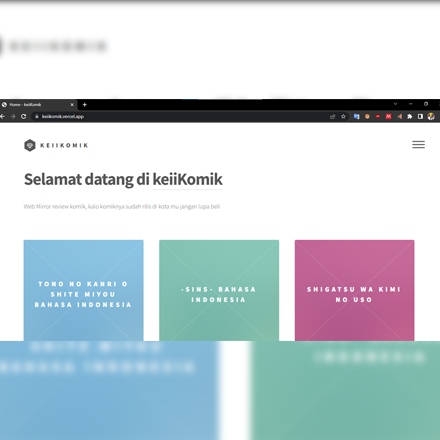 Home - keiiKomik
keiikomik.vercel.app
KEIIKOMIK
Selamat datang di keiiKomik
Web Mirror review komik, kalo komiknya sudah rilis di kota mu jangan lupa beli
TONO NO KANRI O
SHITE MIYOU
BAHASA INDONESIA
-SINS- BAHASA
INDONESIA
SHIGATSU WA KIMI
NO USO